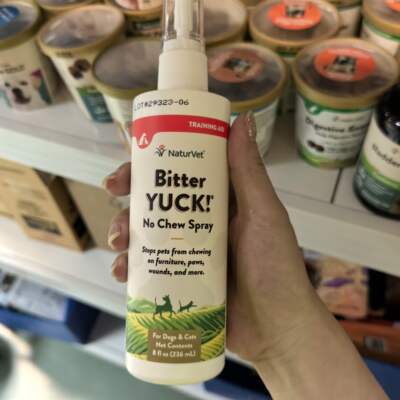 LOT#29323-06
TRAINING AID
NaturVet®
Bitter
YUCK!®
No Chew Spray
Stops pets from chewing
on furniture, paws,
wounds, and more.
For Dogs & Cats
Net Contents
8 fl oz (236 mL)
Digestive